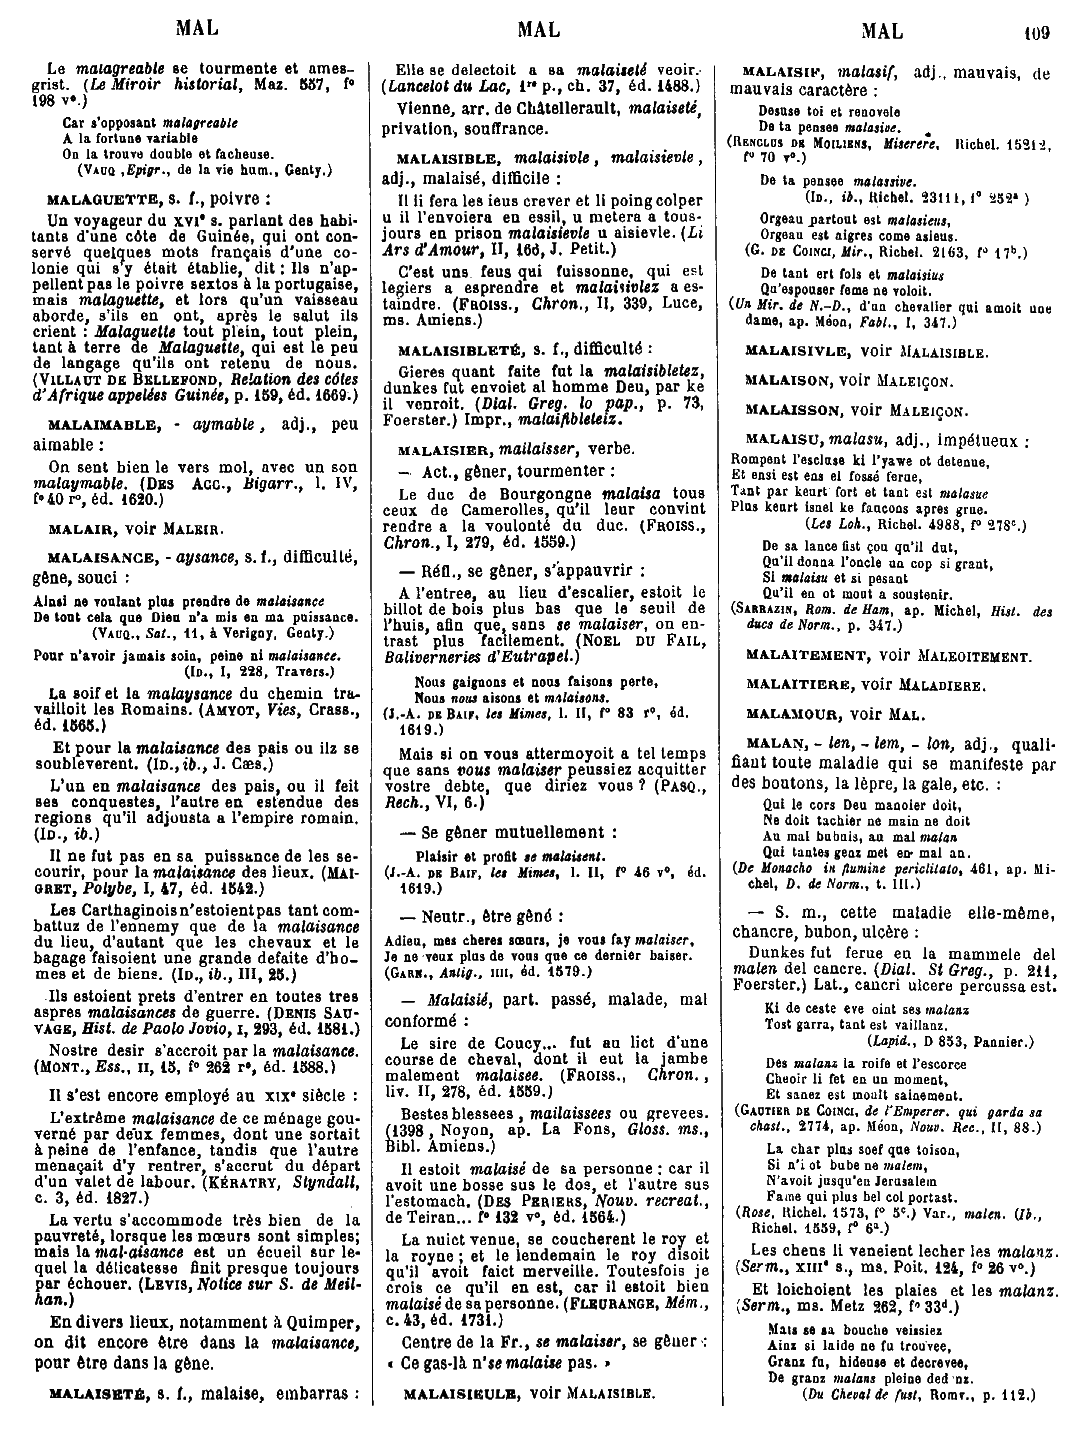 MAL
MAL
MAL
109
Le malagreable se tourmente et ames-
grist. (Le Miroir historial, Maz. 557, f°
198 v°.)
Car s'opposant malagreable
A la fortune variable
On la trouve double et facheuse.
(VAUQ, Epigr., de la vie hum., Genty.)
MALAGUETTE, s. f., poivre :
Un voyageur du XVIe s. parlant des habi-
tants d'une côte de Guinée, qui ont con-
servé quelques mots français d'une co-
lonie qui s'y était établie, dit : Ils n'ap-
pellent pas le poivre sextos à la portugaise,
mais malaguette, et lors qu'un vaisseau
aborde, s'ils en ont, après le salut ils
crient : Malaguette tout plein, tout plein,
tant à terre de Malaguette, qui est le peu
de langage qu'ils ont retenu de nous.
(VILLAUT DE BELLEFOND, Relation des côtes
d'Afrique appelées Guinée, p. 159, éd. 1669.)
MALAIMABLE, - aymable, adj., peu
aimable :
On sent bien le vers mol, avec un son
malaymable. (DES ACC., Bigarr., l. IV,
f° 40 r°, éd. 1620.)
MALAIR, voir MALEIR.
MALAISANCE, - aysance, s. f., difficulté,
gêne, souci :
Ainsi ne voulant plus prendre de malaisance
De tout cela que Dieu n'a mis en ma puissance.
(VAUQ., Sat., 11, à Verigny, Genty.)
Pour n'avoir jamais soin, peine ni malaisance.
(ID., I, 228, Travers.)
La soif et la malaysance du chemin tra-
vailloit les Romains. (AMYOT, Vies, Crass.,
éd. 1565.)
Et pour la malaisance des pais ou ilz se
soubleverent. (ID., ib., J. Cæs.)
L'un en malaisance des pais, ou il feit
ses conquestes, l'autre en estendue des
regions qu'il adjousta a l'empire romain.
(ID., ib.)
Il ne fut pas en sa puissance de les se-
courir, pour la malaisance des lieux. (MAI-
GRET, Polybe, I, 47, éd. 1542.)
Les Carthaginois n'estoient pas tant com-
battuz de l'ennemy que de la malaisance
du lieu, d'autant que les chevaux et le
bagage faisoient une grande defaite d'ho-
mes et de biens. (ID., ib., III, 25.)
Ils estoient prets d'entrer en toutes tres
aspres malaisances de guerre. (DENIS SAU-
VAGE, Hist. de Paolo Jovio, I, 293, éd. 1581.)
Nostre desir s'accroit par la malaisance.
(MONT., Ess., II, 15, f° 262 r°, éd. 1588.)
Il s'est encore employé au XIXe siècle :
L'extrême malaisance de ce ménage gou-
verné par deux femmes, dont une sortait
à peine de l'enfance, tandis que l'autre
menaçait d'y rentrer, s'accrut du départ
d'un valet de labour. (KÉRATRY, Styndall,
c. 3, éd. 1827.)
La vertu s'accommode très bien de la
pauvreté, lorsque les mœurs sont simples;
mais la mal-aisance est un écueil sur le-
quel la délicatesse finit presque toujours
par échouer. (LEVIS, Notice sur S. de Meil-
han.)
En divers lieux, notamment à Quimper,
on dit encore être dans la malaisance,
pour être dans la gêne.
MALAISETÉ, s. f., malaise, embarras :
Elle se delectoit a sa malaiseté veoir.
(Lancelot du Lac, 1re p., ch. 37, éd. 1488.)
Vienne, arr. de Châtellerault, malaiseté,
privation, souffrance.
MALAISIBLE, malaisivle, malaisievle,
adj., malaisé, difficile :
Il li fera les ieus crever et li poing colper
u il l'envoiera en essil, u metera a tous-
jours en prison malaisievle u aisievle. (Li
Ars d'Amour, II, 166, J. Petit.)
C'est uns feus qui fuissonne, qui est
legiers a esprendre et malaisivlez a es-
taindre. (FROISS., Chron., II, 339, Luce,
ms. Amiens.)
MALAISIBLETÉ, s. f., difficulté :
Gieres quant faite fut la malaisibletez,
dunkes fut envoiet al homme Deu, par ke
il venroit. (Dial. Greg. lo pap., p. 73,
Foerster.) Impr., malaifibleteiz.
MALAISIER, mailaisser, verbe.
— Act., gêner, tourmenter :
Le duc de Bourgongne malaisa tous
ceux de Camerolles, qu'il leur convint
rendre a la voulonté du duc. (FROISS.,
Chron., I, 279, éd. 1559.)
— Réfl., se gêner, s'appauvrir :
A l'entree, au lieu d'escalier, estoit le
billot de bois plus bas que le seuil de
l'huis, afin que, sans se malaiser, on en-
trast plus facilement. (NOEL DU FAIL,
Baliverneries d'Eutrapel.)
Nous gaignons et nous faisons perte,
Nous nous aisons et malaisons.
(J.-A. DE BAIF, les Mimes, l. II, f° 83 r°, éd.
1619.)
Mais si on vous attermoyoit a tel temps
que sans vous malaiser peussiez acquitter
vostre debte, que diriez vous ? (PASQ.,
Rech., VI, 6.)
— Se gêner mutuellement :
Plaisir et profit se malaisent.
(J.-A. DE BAIF, les Mimes, l. II, f° 46 v°, éd.
1619.)
— Neutr., être gêné :
Adieu, mes cheres sœurs, je vous fay malaiser,
Je ne veux plus de vous que ce dernier baiser.
(GARN., Antig., IIII, éd. 1579.)
— Malaisié, part. passé, malade, mal
conformé :
Le sire de Coucy... fut au lict d'une
course de cheval, dont il eut la jambe
malement malaisee. (FROISS., Chron.,
liv. II, 278, éd. 1559.)
Bestes blessees, mailaissees ou grevees.
(1398, Noyon, ap. La Fons, Gloss. ms.,
Bibl. Amiens.)
Il estoit malaisé de sa personne : car il
avoit une bosse sus le dos, et l'autre sus
l'estomach. (DES PERIERS, Nouv. recreat.,
de Teiran... f° 132 v°, éd. 1564.)
La nuict venue, se coucherent le roy et
la royne ; et le lendemain le roy disoit
qu'il avoit faict merveille. Toutesfois je
crois ce qu'il en est, car il estoit bien
malaisé de sa personne. (FLEURANGE, Mém.,
c. 43, éd. 1731.)
Centre de la Fr., se malaiser, se gêner :
« Ce gas-là n'se malaise pas. »
MALAISIEULE, voir MALAISIBLE.
MALAISIF, malasif, adj., mauvais, de
mauvais caractère :
Desuse toi et renovele
De ta pensee malasive.
(RENCLUS DE MOILIENS, Miserere, Richel. 15212,
f° 70 r°.)
De ta pensee malassive.
(ID., ib., Richel. 23111, f° 252a )
Orgeau partout est malasieus,
Orgeau est aigres come asieus.
(G. DE COINCI, Mir., Richel. 2163, f° 17b.)
De tant ert fols et malaisius
Qu'espouser feme ne voloit.
(Un Mir. de N.-D., d'un chevalier qui amoit une
dame, ap. Méon, Fabl., I, 347.)
MALAISIVLE, voir MALAISIBLE.
MALAISON, voir MALEIÇON.
MALAISSON, voir MALEIÇON.
MALAISU, malasu, adj., impétueux :
Rompent l'escluse ki l'yawe ot detenue,
Et ensi est ens el fossé ferue,
Tant par keurt fort et tant est malasue
Plus keurt isnel ke faucons apres grue.
(Les Loh., Richel. 4988, f° 278c.)
De sa lance fist çou qu'il dut,
Qu'il donna l'oncle un cop si grant,
Si malaisu et si pesant
Qu'il en ot mout a soustenir.
(SARRAZIN, Rom. de Ham, ap. Michel, Hist. des
ducs de Norm., p. 347.)
MALAITEMENT, voir MALEOITEMENT.
MALAITIERE, voir MALADIERE.
MALAMOUR, voir MAL.
MALAN, - len, - lem, - lon, adj., quali-
fiant toute maladie qui se manifeste par
des boutons, la lèpre, la gale, etc. :
Qui le cors Deu manoier doit,
Ne doit tachier ne main ne doit
Au mal bubuis, au mal malan
Qui tantes genz met en mal an.
(De Monacho in flumine periclitato, 461, ap. Mi-
chel, D. de Norm., t. III.)
— S. m., cette maladie elle-même,
chancre, bubon, ulcère :
Dunkes fut ferue en la mammele del
malen del cancre. (Dial. St Greg., p. 211,
Foerster.) Lat., cancri ulcere percussa est.
Ki de ceste eve oint ses malanz
Tost garra, tant est vaillanz.
(Lapid., D 853, Pannier.)
Des malanz la roife et l'escorce
Cheoir li fet en un moment,
Et sanez est moult sainement.
(GAUTIER DE COINCI, de l'Emperer. qui garda sa
chast., 2774, ap. Méon, Nouv. Rec., II, 88.)
La char plus soef que toison,
Si n'i ot bube ne malem,
N'avoit jusqu'en Jerusalem
Fame qui plus bel col portast.
(Rose, Richel. 1573, f° 5c.) Var., malen. (Ib.,
Richel. 1559, f° 6a.)
Les chens li veneient lecher les malanz.
(Serm., XIIIe s., ms. Poit. 124, f° 26 v°.)
Et loichoient les plaies et les malanz.
(Serm., ms. Metz 262, f° 33d.)
Mais se sa bouche veissiez
Ainz si laide ne fu trouvee,
Granz fu, hideuse et decrevee,
De granz malans pleine
(Du Cheval de fust, Romv., p. 112.)